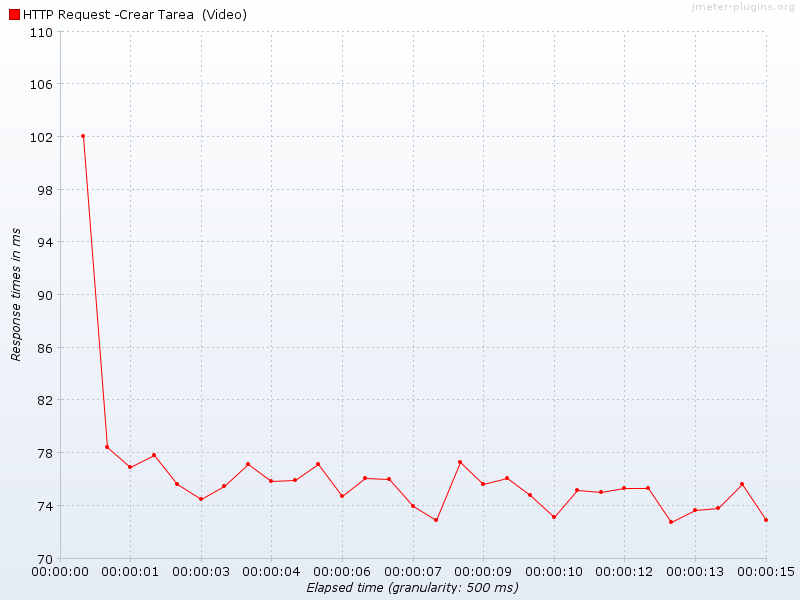 jmeter-plugins.org
HTTP Request -Crear Tarea (Video)
110
106
102
98
94
90
86
82
78
74
70
Response times in ms
00:00:00 00:00:01 00:00:03 00:00:04 00:00:06 00:00:07 00:00:09 00:00:10 00:00:12 00:00:13 00:00:15
Elapsed time (granularity: 500 ms)